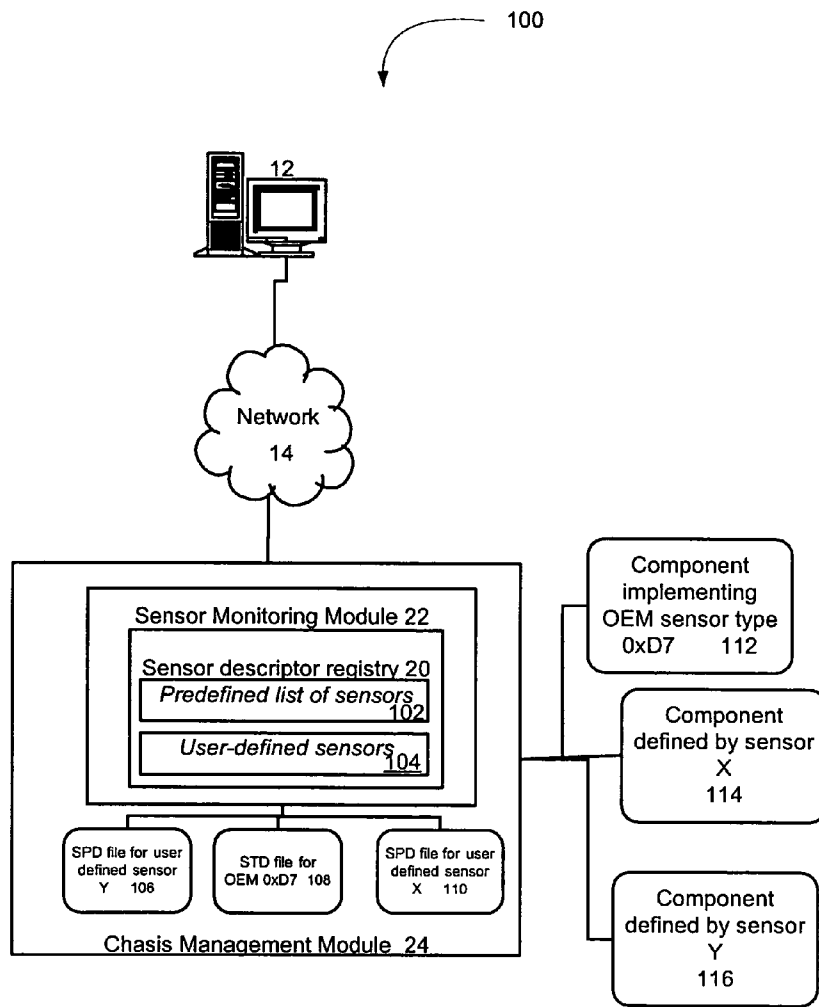 100
12
Network
14
Sensor Monitoring Module 22
Sensor descriptor registry 20
Predefined list of sensors
102
User-defined sensors
104
SPD file for user
defined sensor
Y 106
STD file for
OEM 0xD7 108
SPD file for user
defined sensor
X 110
Chasis Management Module 24
Component
implementing
OEM sensor type
0xD7 112
Component
defined by sensor
X
114
Component
defined by sensor
Y
116